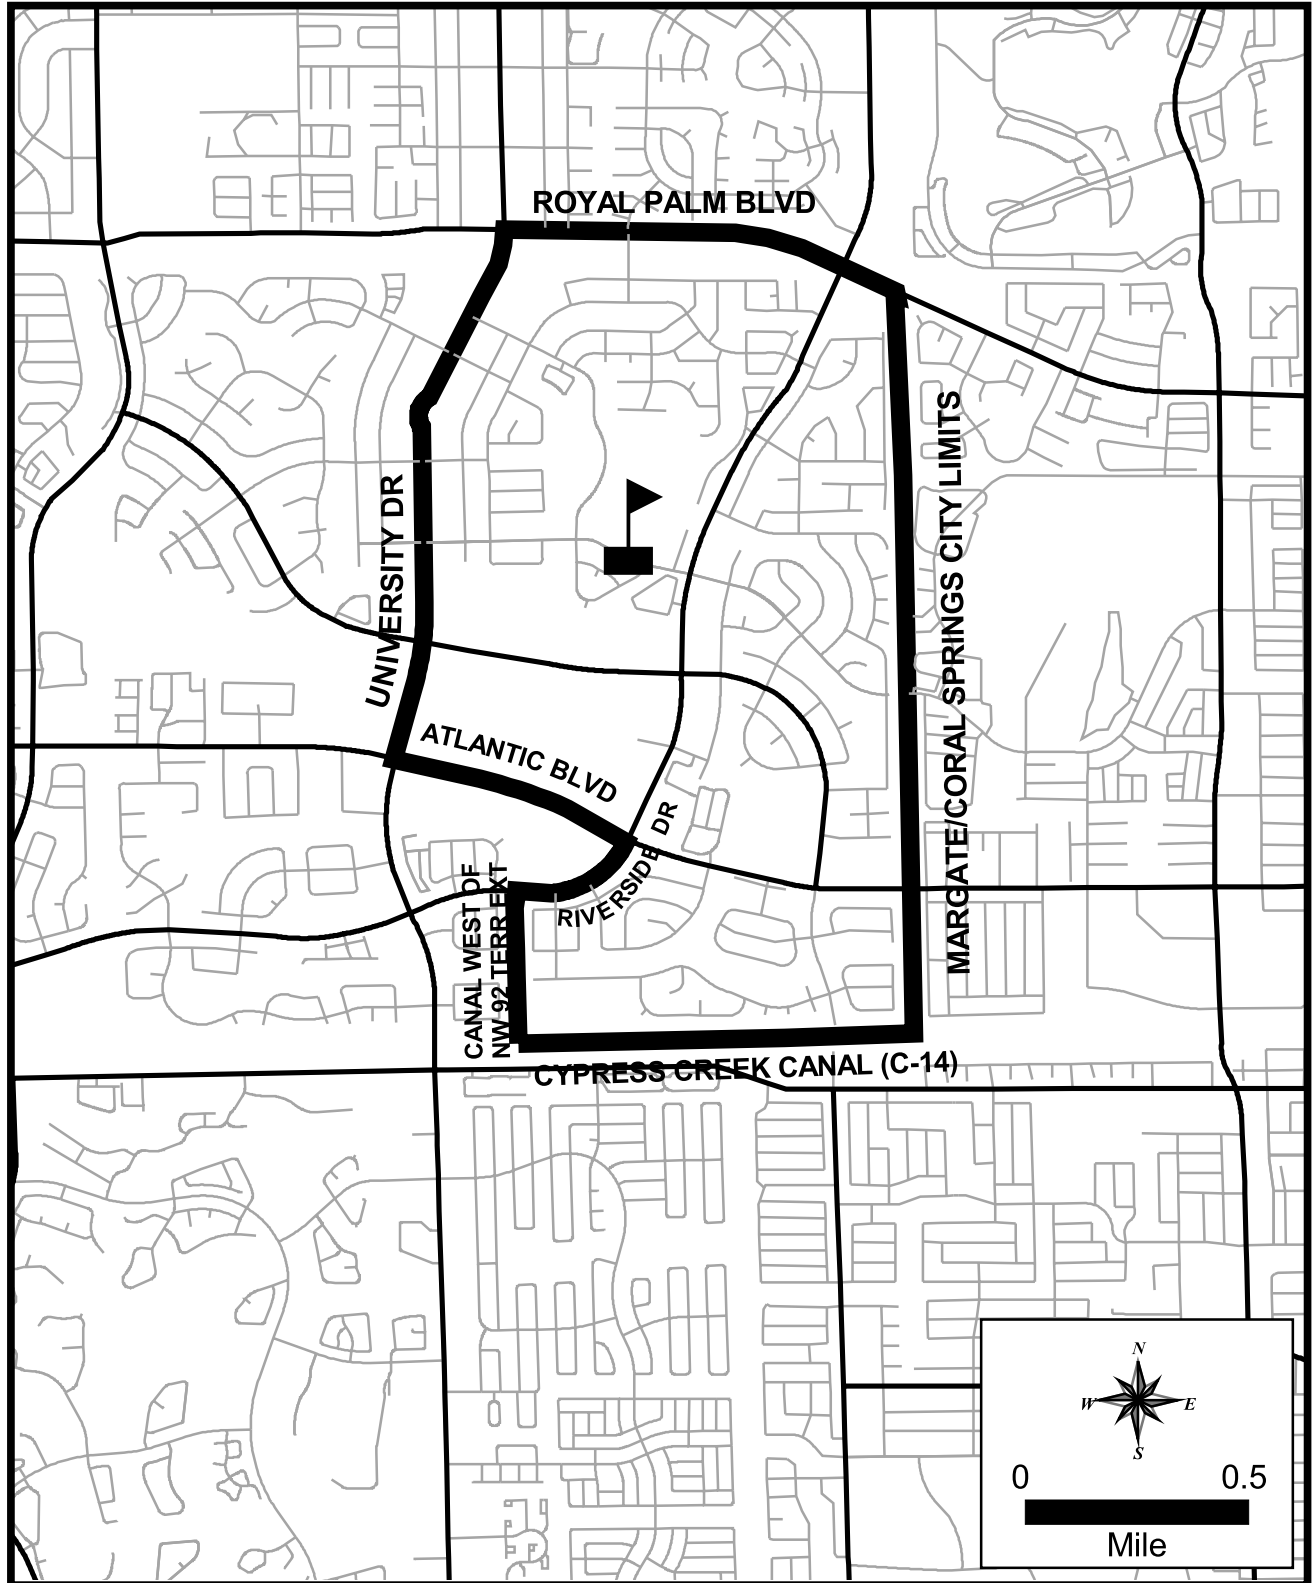 ROYAL PALM BLVD
UNIVERSITY DR
MARGATE/CORAL SPRINGS CITY LIMITS
ATLANTIC BLVD
RIVERSIDE DR
CANAL WEST OF
NW 92 TERR EXT
CYPRESS CREEK CANAL (C-14)
N
W E
S
0 0.5
Mile